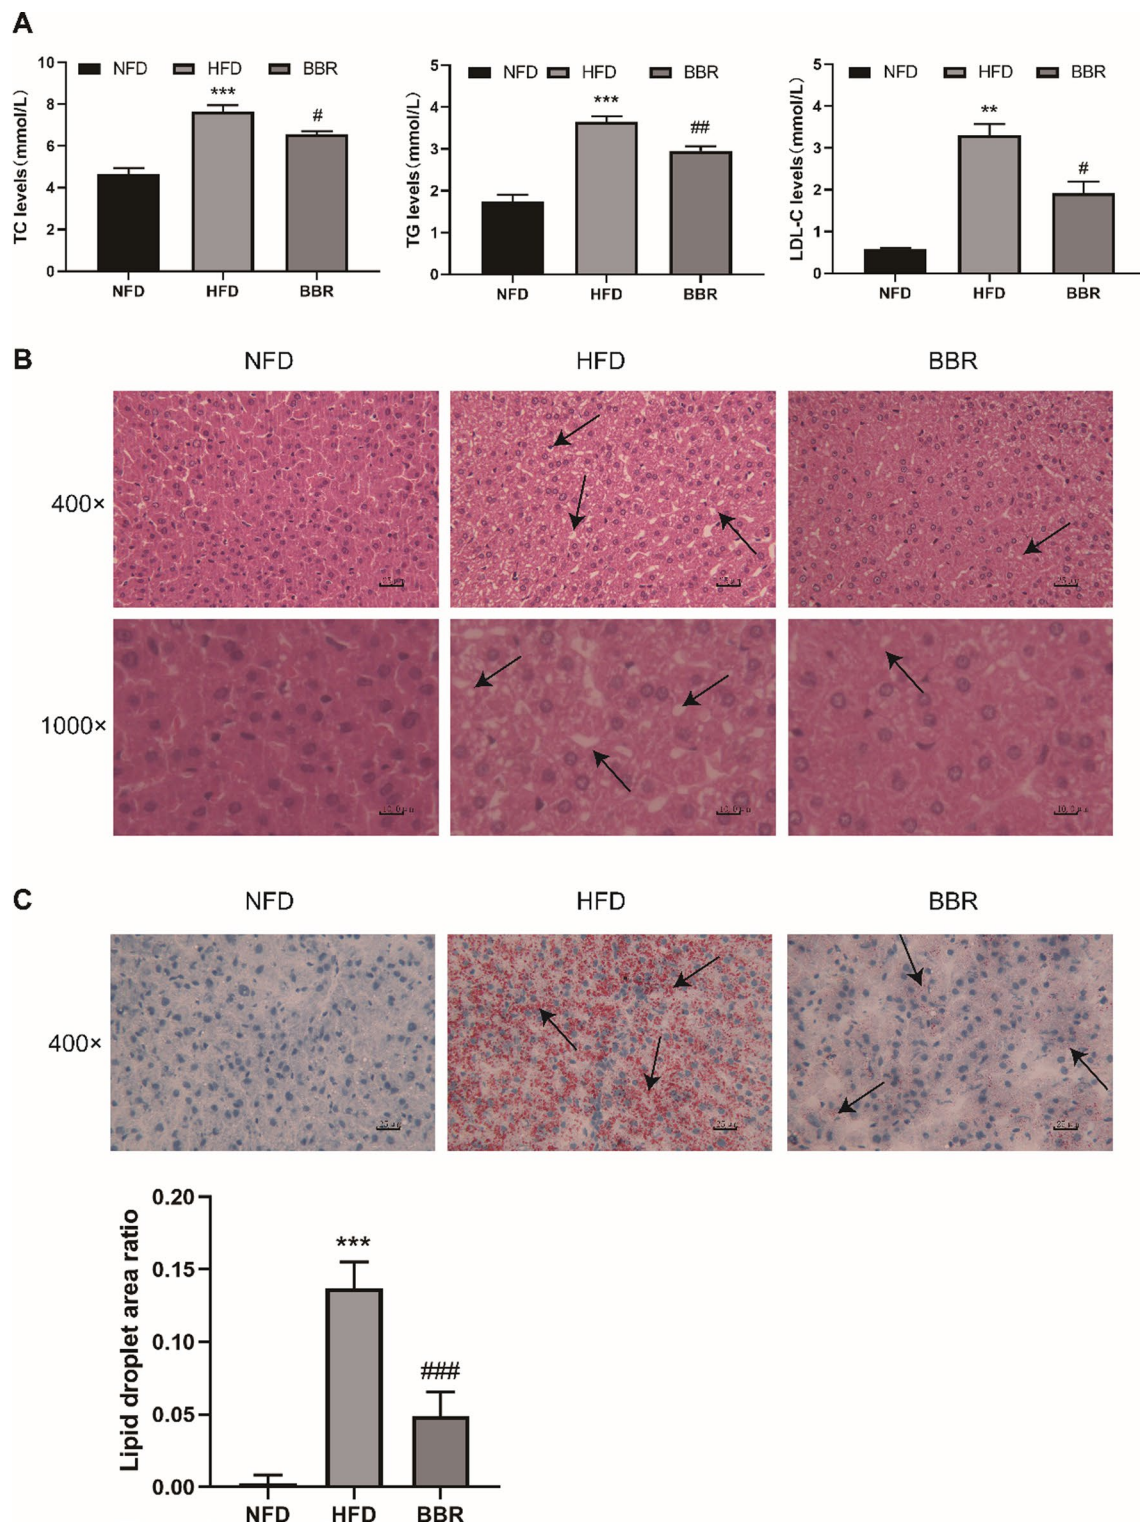 A
NFD HFD BBR
TC levels(mmol/L)
10
8
6
4
2
0
***
#
NFD HFD BBR
NFD HFD BBR
TG levels(mmol/L)
5
4
3
2
1
0
***
##
NFD HFD BBR
NFD HFD BBR
LDL-C levels(mmol/L)
5
4
3
2
1
0
**
#
NFD HFD BBR
B
NFD HFD BBR
400×
1000×
C
NFD HFD BBR
400×
Lipid droplet area ratio
0.20
0.15
0.10
0.05
0.00
***
###
NFD HFD BBR